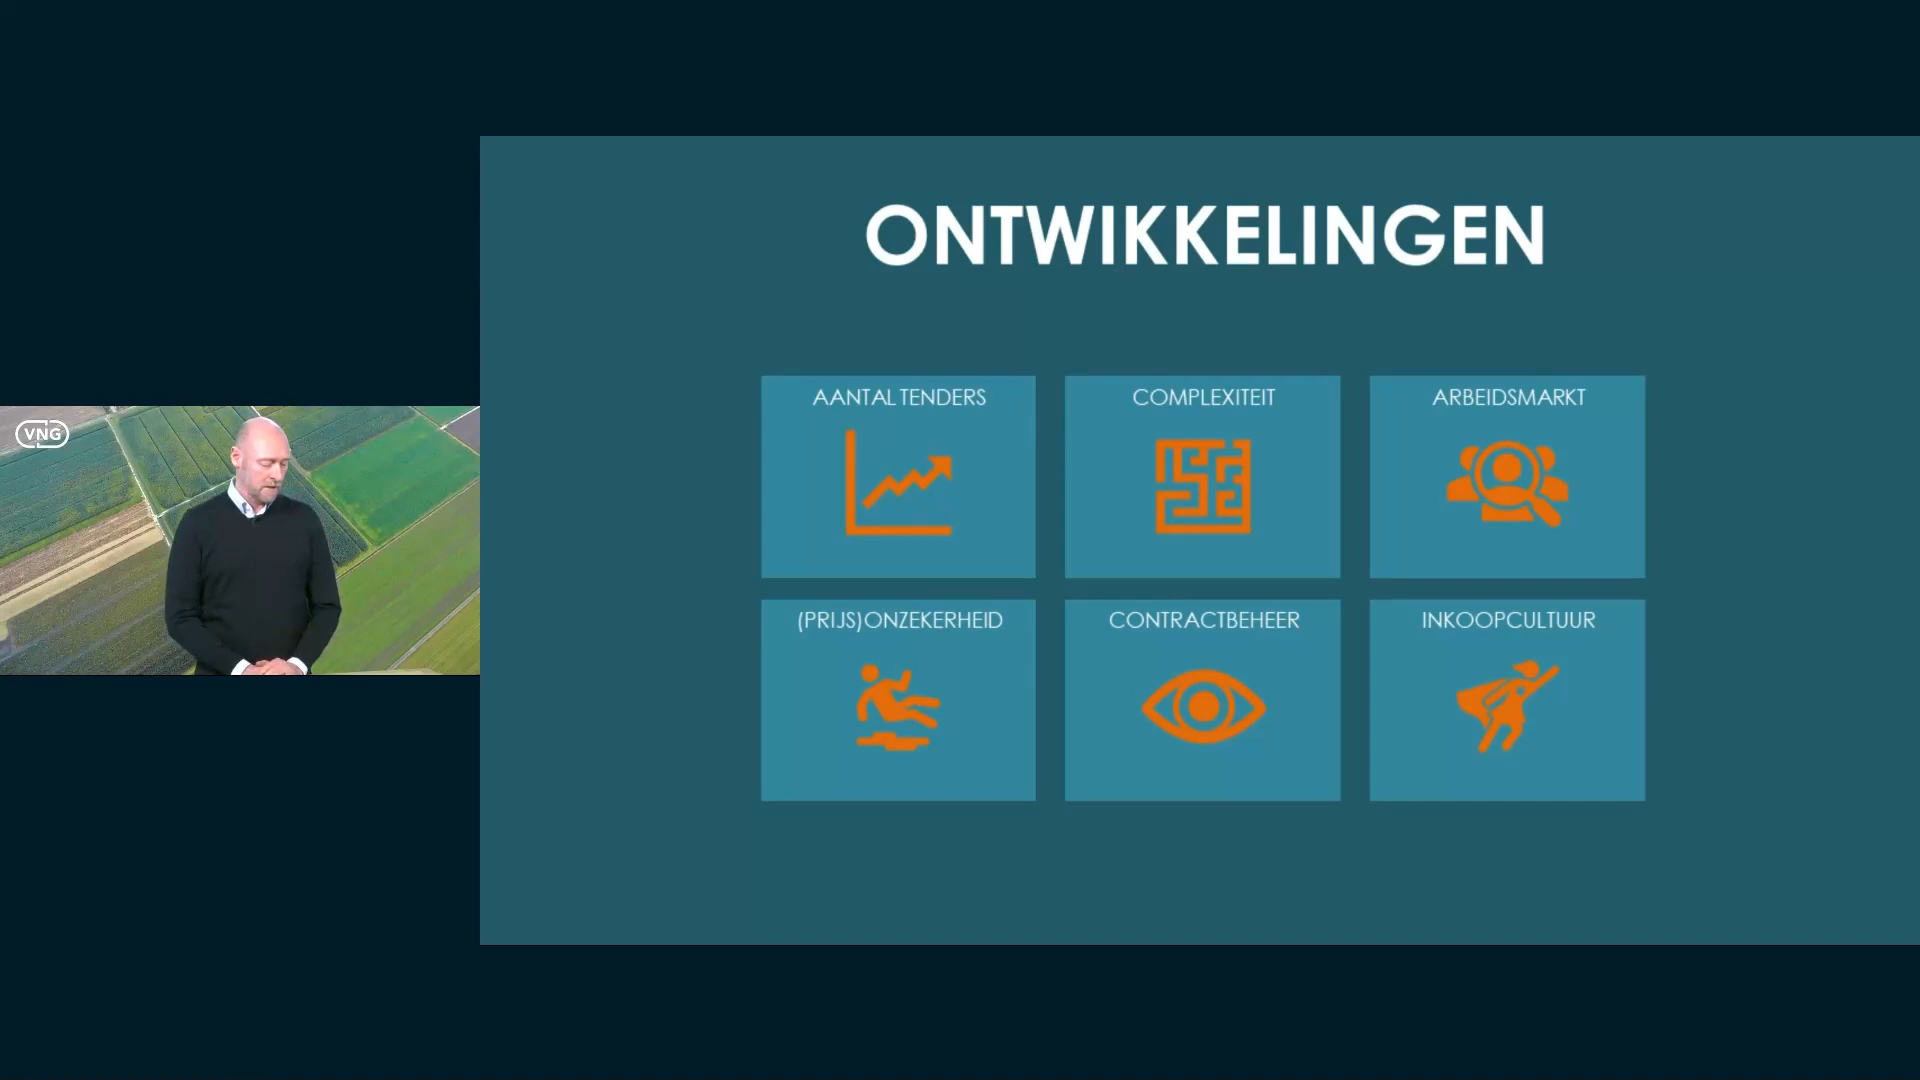 ONTWIKKELINGEN
AANTAL TENDERS
COMPLEXITEIT
ARBEIDSMARKT
(PRIJS)ONZEKERHEID
CONTRACTBEHEER
INKOOPCULTUUR
VNG